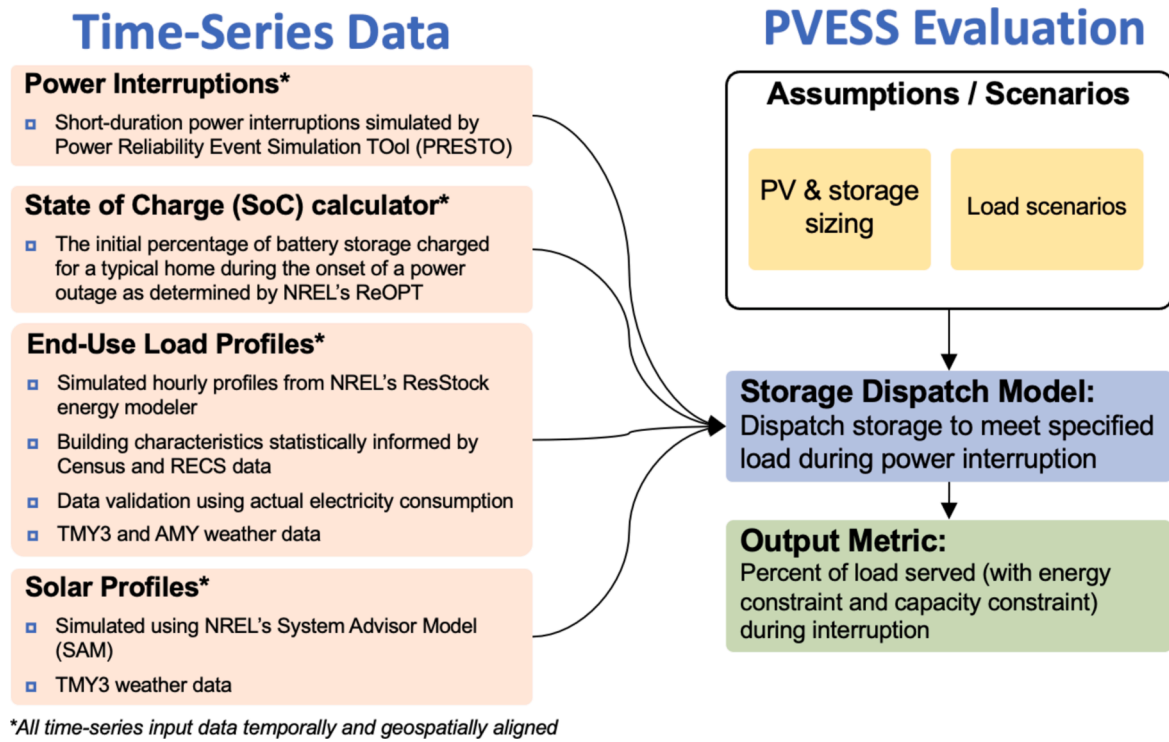 Time-Series Data
Power Interruptions*
Short-duration power interruptions simulated by
Power Reliability Event Simulation TOol (PRESTO)
State of Charge (SoC) calculator*
The initial percentage of battery storage charged
for a typical home during the onset of a power
outage as determined by NREL's ReOPT
End-Use Load Profiles*
Simulated hourly profiles from NREL's ResStock
energy modeler
Building characteristics statistically informed by
Census and RECS data
Data validation using actual electricity consumption
TMY3 and AMY weather data
Solar Profiles*
Simulated using NREL's System Advisor Model
(SAM)
TMY3 weather data
*All time-series input data temporally and geospatially aligned
PVESS Evaluation
Assumptions / Scenarios
PV & storage
sizing
Load scenarios
Storage Dispatch Model:
Dispatch storage to meet specified
load during power interruption
Output Metric:
Percent of load served (with energy
constraint and capacity constraint)
during interruption